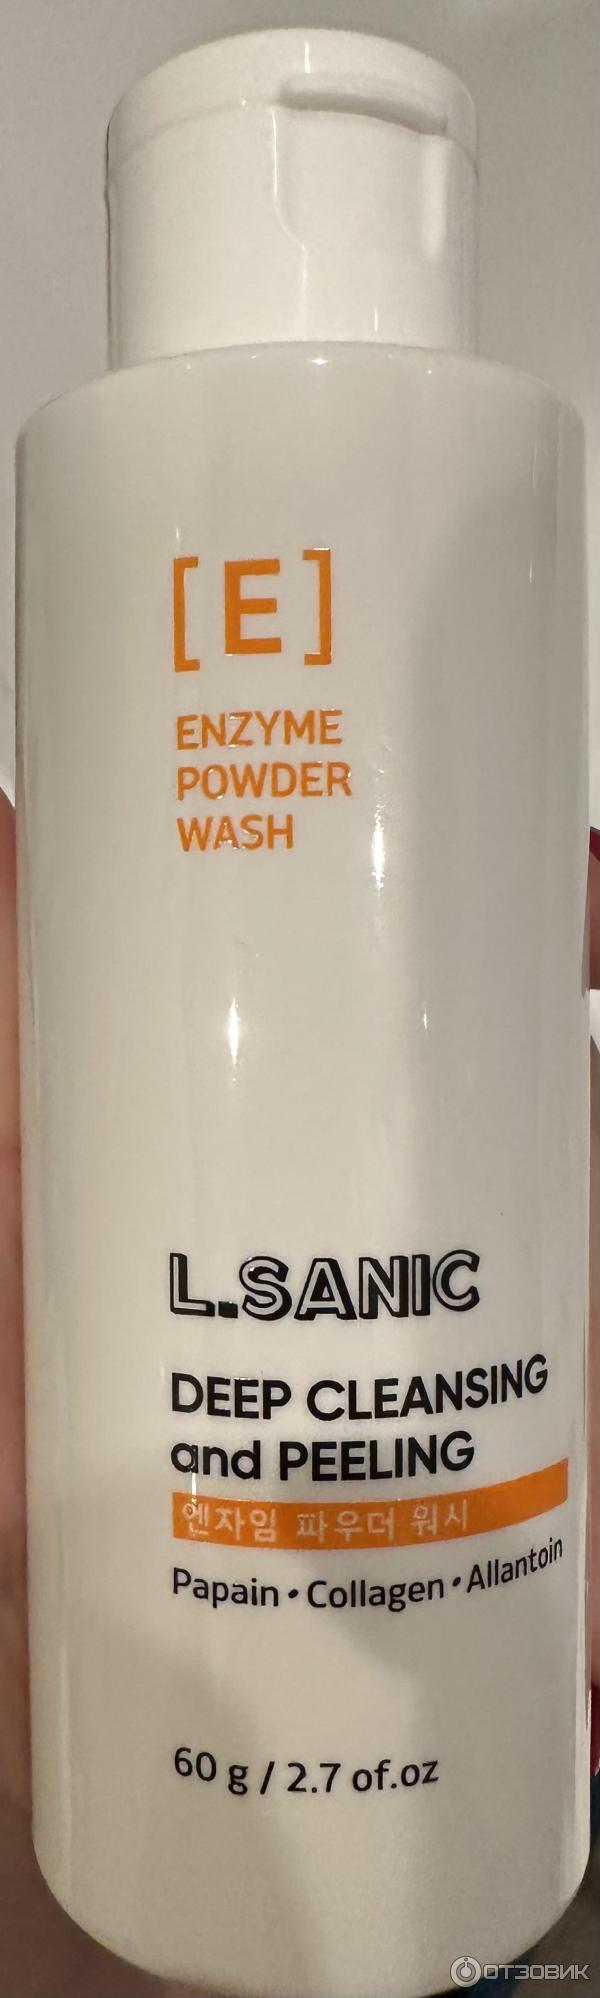 [E]
ENZYME
POWDER
WASH
L.SANIC
DEEP CLEANSING
and PEELING
엔자임 파우더 워시
Papain • Collagen • Allantoin
60 g / 2.7 of.oz
ОТЗОВИК